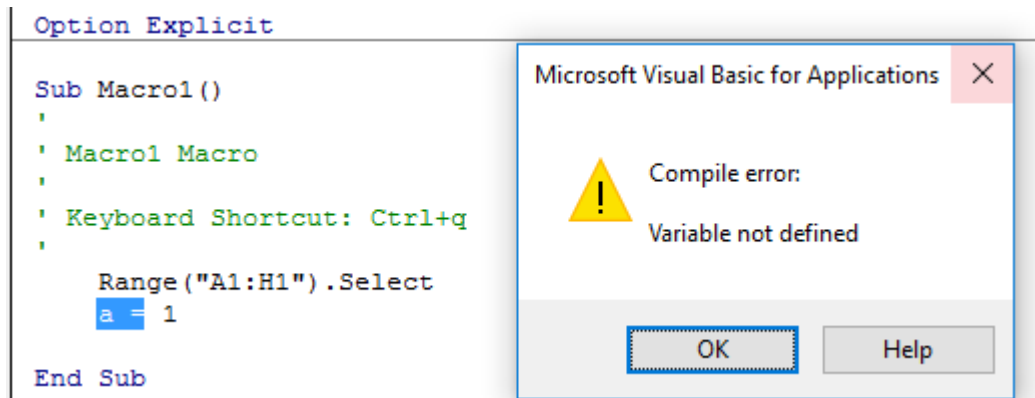 Option Explicit
Sub Macro1()
'
' Macro1 Macro
'
' Keyboard Shortcut: Ctrl+q
'
Range("A1:H1").Select
a = 1
End Sub
Microsoft Visual Basic for Applications
Compile error:
Variable not defined
OK
Help